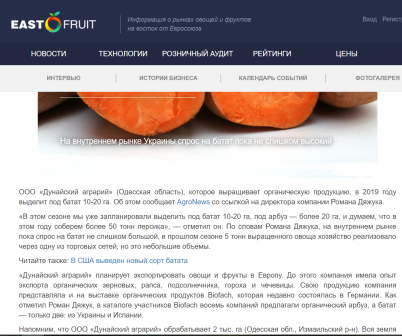 EAST FRUIT
Информация о рынках овощей и фруктов
на восток от Евросоюза
Вход Регист
НОВОСТИ ТЕХНОЛОГИИ РОЗНИЧНЫЙ АУДИТ РЕЙТИНГИ ЦЕНЫ
ИНТЕРВЬЮ ИСТОРИИ БИЗНЕСА КАЛЕНДАРЬ СОБЫТИЙ ФОТОГАЛЕРЕЯ
На внутреннем рынке Украины спрос на батат пока не слишком высокий
ООО «Дунайский аграрий» (Одесская область), которое выращивает органическую продукцию, в 2019 году
выделит под батат 10-20 га. Об этом сообщает AgroNews со ссылкой на директора компании Романа Дяжука.
«В этом сезоне мы уже запланировали выделить под батат 10-20 га, под арбуз — более 20 га, и думаем, что в
этом году соберем более 50 тонн персика», — отметил он. По словам Романа Дяжука, на внутреннем рынке
пока спрос на батат не слишком большой, в прошлом сезоне 5 тонн выращенного овоща хозяйство реализовало
через одну из торговых сетей, но это небольшие объемы.
Читайте также: В США выведен новый сорт батата
«Дунайский аграрий» планирует экспортировать овощи и фрукты в Европу. До этого компания имела опыт
экспорта органических зерновых, рапса, подсолнечника, гороха и чечевицы. Свою продукцию компания
представляла и на выставке органических продуктов Biofach, которая недавно состоялась в Германии. Как
отметил Роман Дяжук, в каталоге участников Biofach восемь компаний предлагали органический арбуз, а батат
— только две: из Украины и Испании.
Напомним, что ООО «Дунайский аграрий» обрабатывает 2 тыс. га (Одесская обл., Измаильский р-н). Вся земля